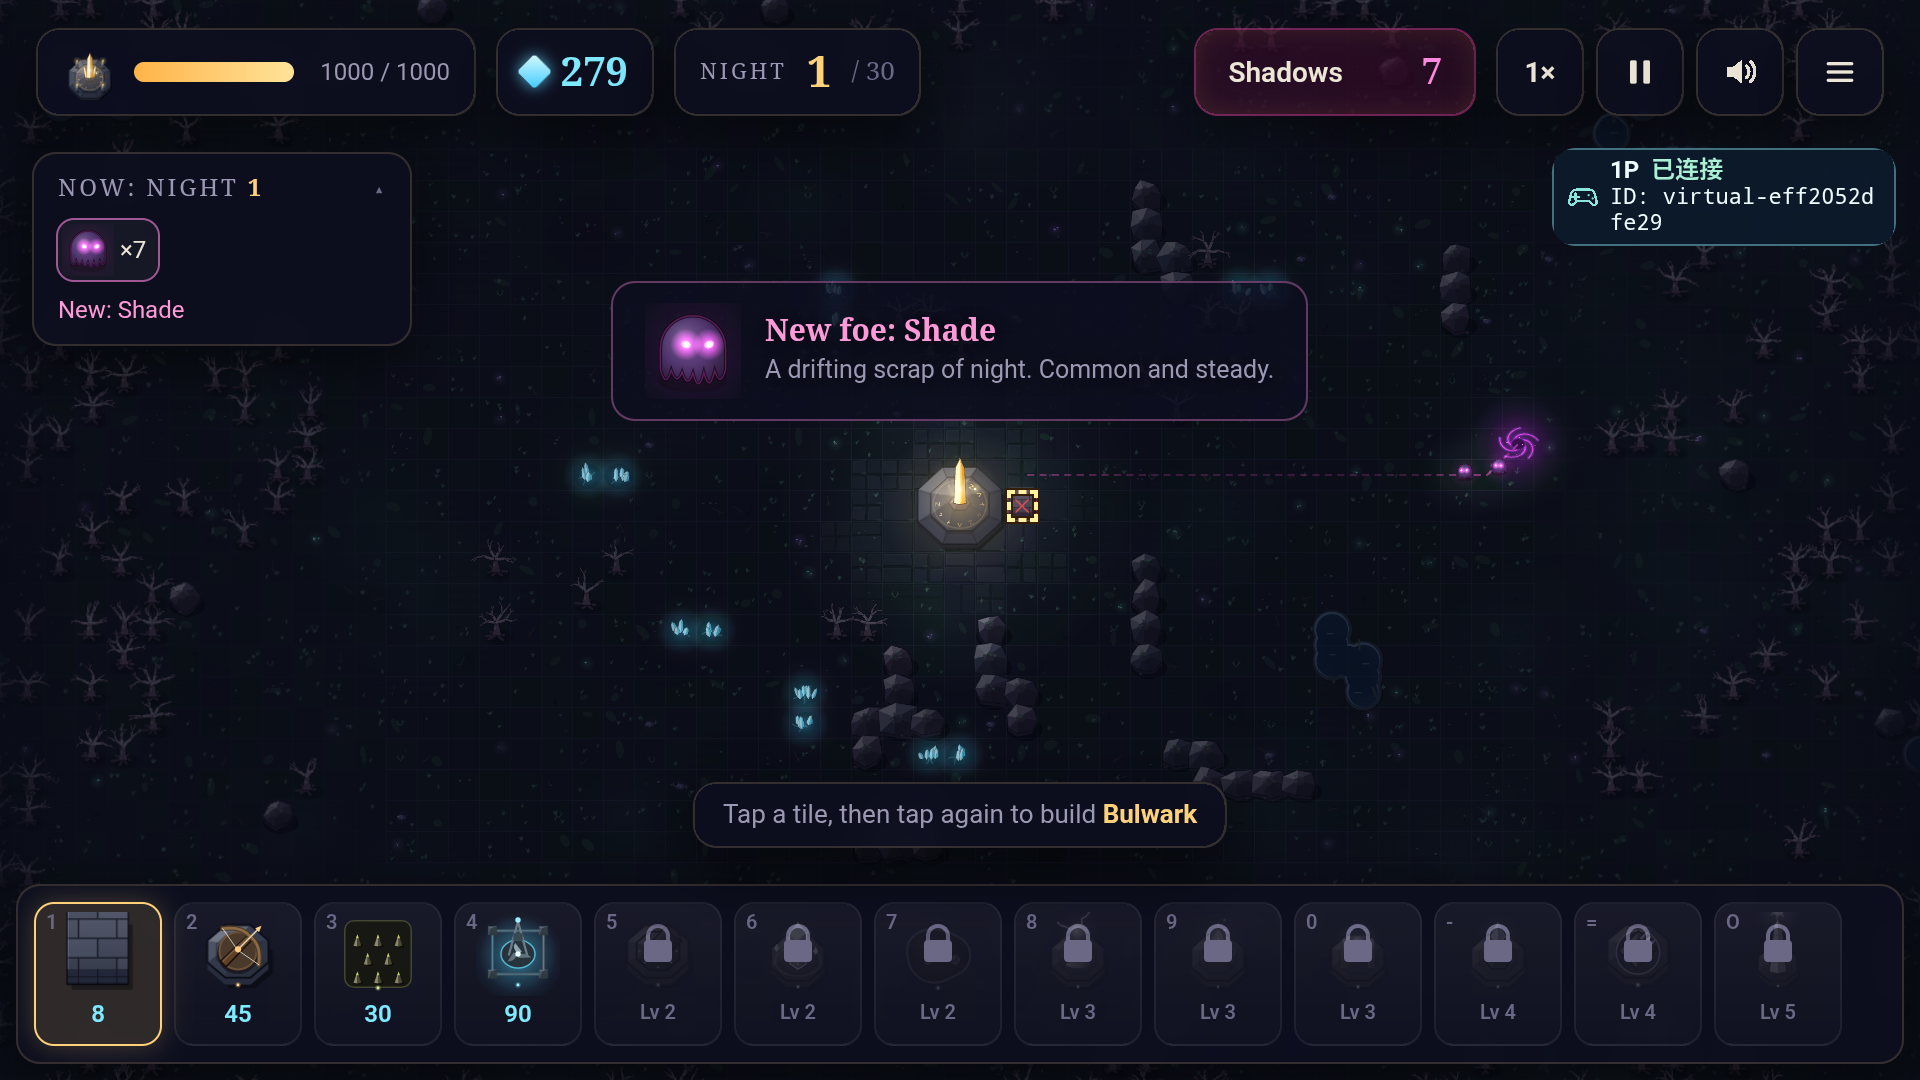 1000 / 1000
279
NIGHT 1 / 30
Shadows 7
1×
NOW: NIGHT 1
×7
New: Shade
1P 已连接
ID: virtual-eff2052d
fe29
New foe: Shade
A drifting scrap of night. Common and steady.
Tap a tile, then tap again to build Bulwark
1 2 3 4 5 6 7 8 9 0 - = O
8 45 30 90 Lv 2 Lv 2 Lv 2 Lv 3 Lv 3 Lv 3 Lv 4 Lv 4 Lv 5